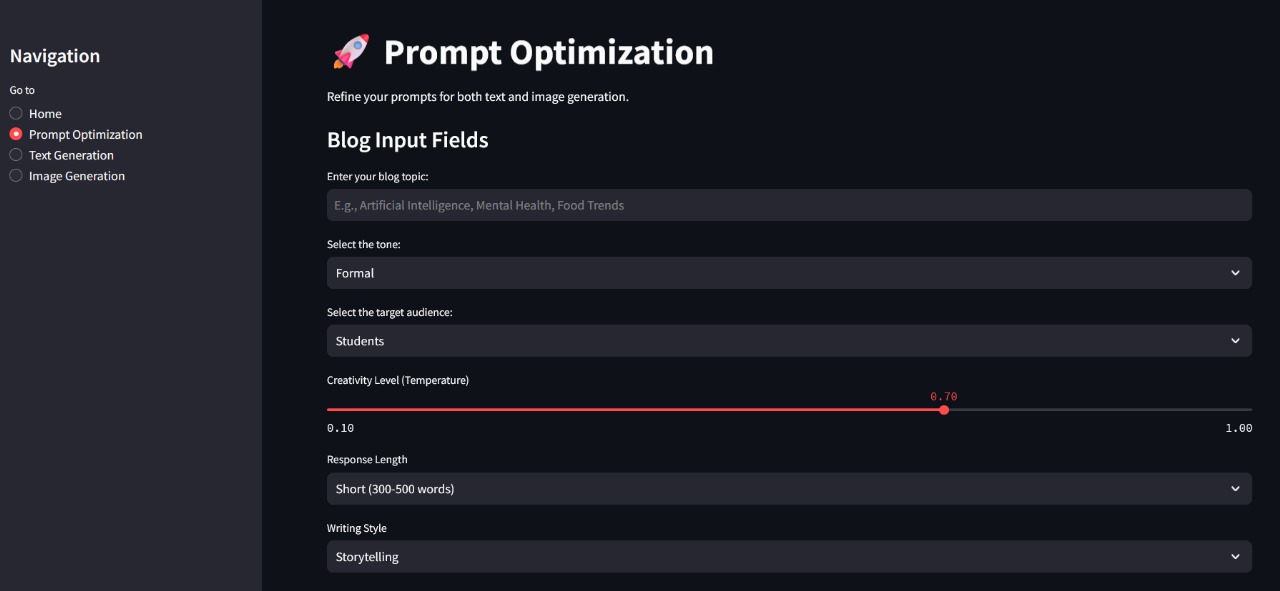 Navigation
Go to
Home
Prompt Optimization
Text Generation
Image Generation
🚀 Prompt Optimization
Refine your prompts for both text and image generation.
Blog Input Fields
Enter your blog topic:
E.g., Artificial Intelligence, Mental Health, Food Trends
Select the tone:
Formal
Select the target audience:
Students
Creativity Level (Temperature)
0.70
0.10 1.00
Response Length
Short (300-500 words)
Writing Style
Storytelling